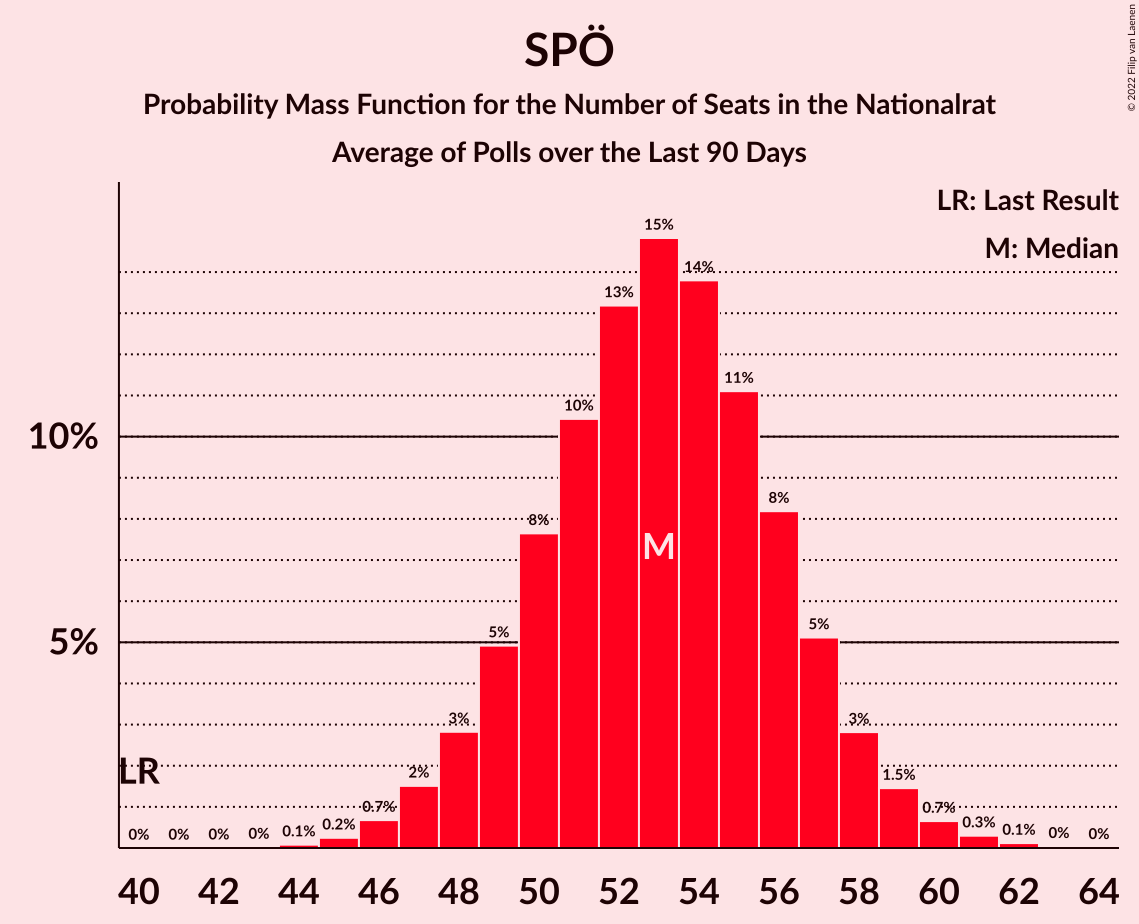 SPÖ
Probability Mass Function for the Number of Seats in the Nationalrat
Average of Polls over the Last 90 Days
© 2022 Filip van Laenen
LR: Last Result
M: Median
15%
14%
13%
11%
10%
10%
8%
8%
M
5%
5%
5%
3%
3%
LR
2%
1.5%
0.7%
0.7%
0% 0% 0% 0% 0.1% 0.2% 0.3% 0.1% 0% 0%
40 42 44 46 48 50 52 54 56 58 60 62 64